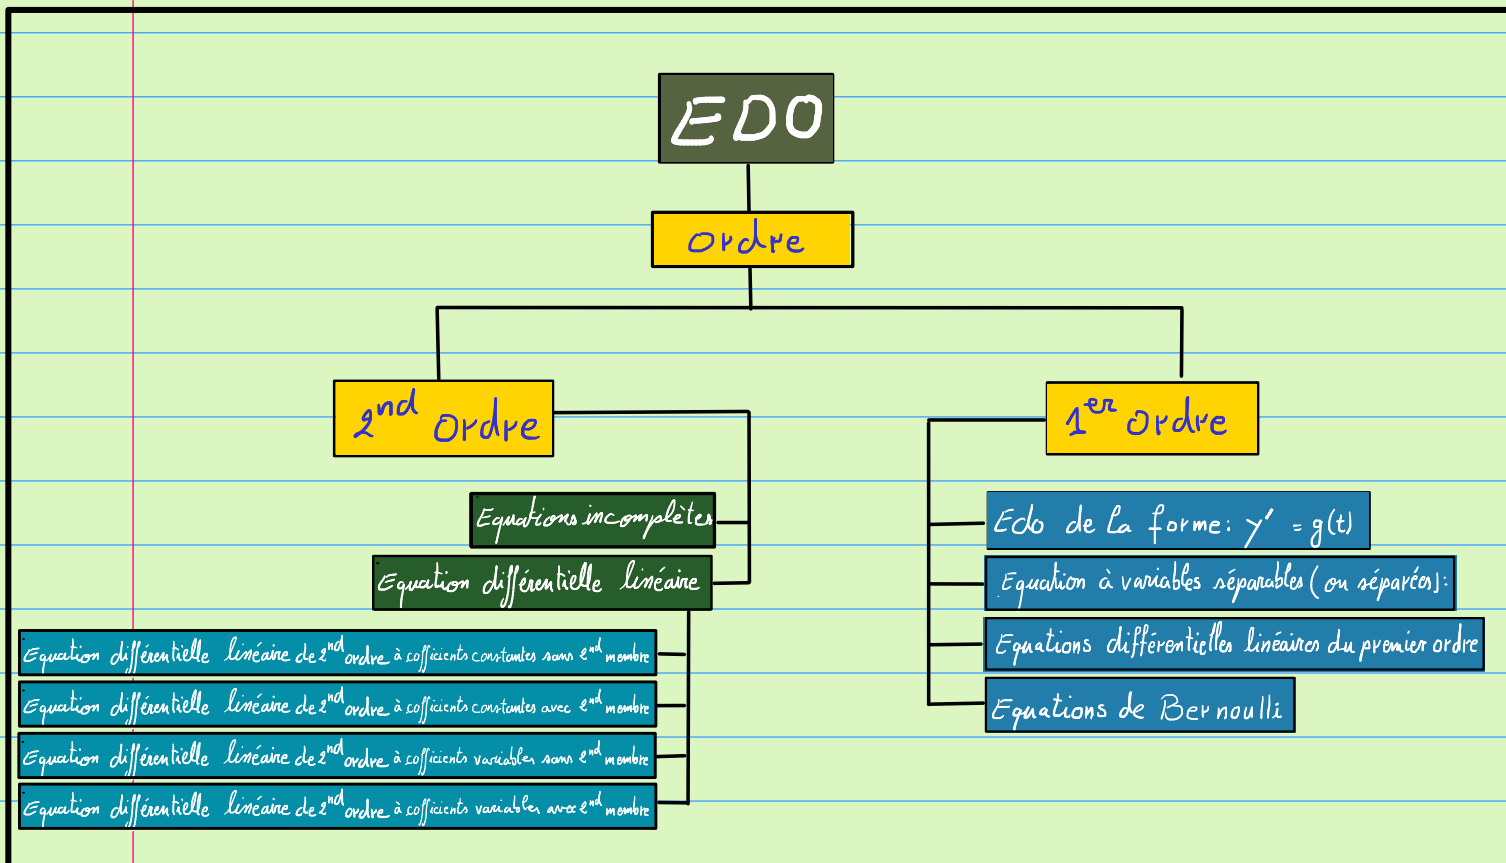 EDO
ordre
2nd ordre
1er ordre
Equations incomplètes
Equation différentielle linéaire
Equation différentielle linéaire de 2nd ordre à cofficients constantes sans 2nd membre
Equation différentielle linéaire de 2nd ordre à cofficients constantes avec 2nd membre
Equation différentielle linéaire de 2nd ordre à cofficients variables sans 2nd membre
Equation différentielle linéaire de 2nd ordre à cofficients variables avec 2nd membre
Edo de la forme: y' = g(t)
Equation à variables séparables (ou séparées):
Equations différentielles linéaires du premier ordre
Equations de Bernoulli